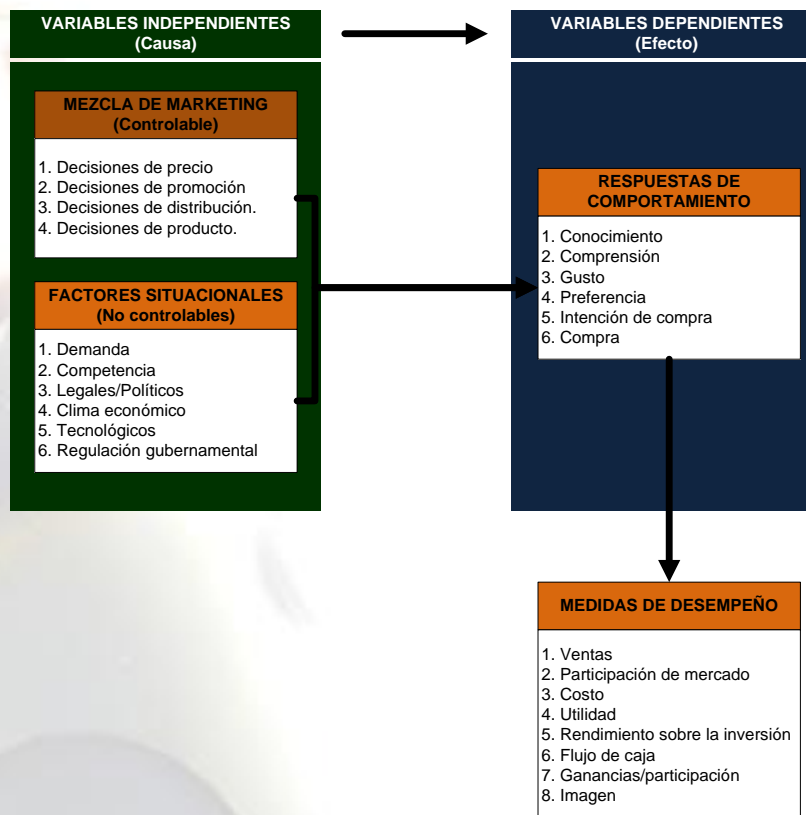 VARIABLES INDEPENDIENTES
(Causa)
MEZCLA DE MARKETING
(Controlable)
1. Decisiones de precio
2. Decisiones de promoción
3. Decisiones de distribución.
4. Decisiones de producto.
FACTORES SITUACIONALES
(No controlables)
1. Demanda
2. Competencia
3. Legales/Políticos
4. Clima económico
5. Tecnológicos
6. Regulación gubernamental
VARIABLES DEPENDIENTES
(Efecto)
RESPUESTAS DE
COMPORTAMIENTO
1. Conocimiento
2. Comprensión
3. Gusto
4. Preferencia
5. Intención de compra
6. Compra
MEDIDAS DE DESEMPEÑO
1. Ventas
2. Participación de mercado
3. Costo
4. Utilidad
5. Rendimiento sobre la inversión
6. Flujo de caja
7. Ganancias/participación
8. Imagen